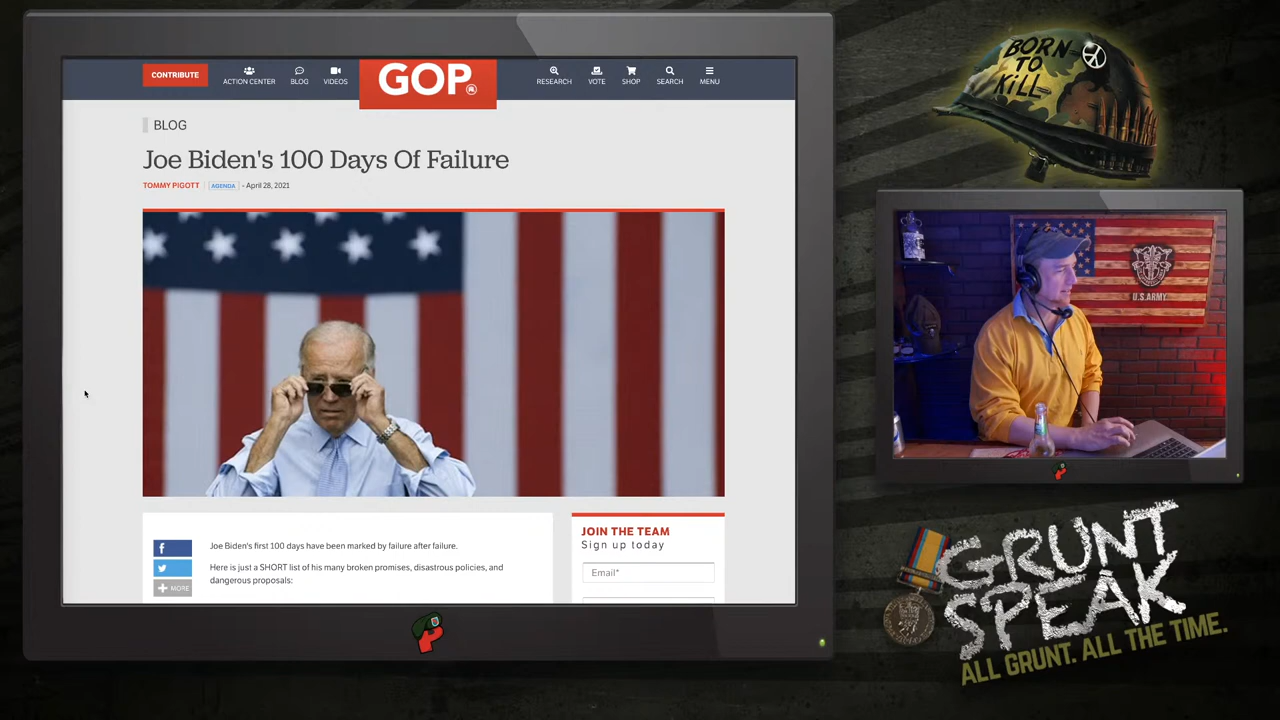 CONTRIBUTE
ACTION CENTER
BLOG
VIDEOS
GOP.
RESEARCH
VOTE
SHOP
SEARCH
MENU
BLOG
Joe Biden's 100 Days Of Failure
TOMMY PIGOTT | AGENDA - April 28, 2021
Joe Biden's first 100 days have been marked by failure after failure.
Here is just a SHORT list of his many broken promises, disastrous policies, and
dangerous proposals:
MORE
JOIN THE TEAM
Sign up today
Email*
BORN
TO
KILL
U.S. ARMY
GRUNT
SPEAK
ALL GRUNT. ALL THE TIME.